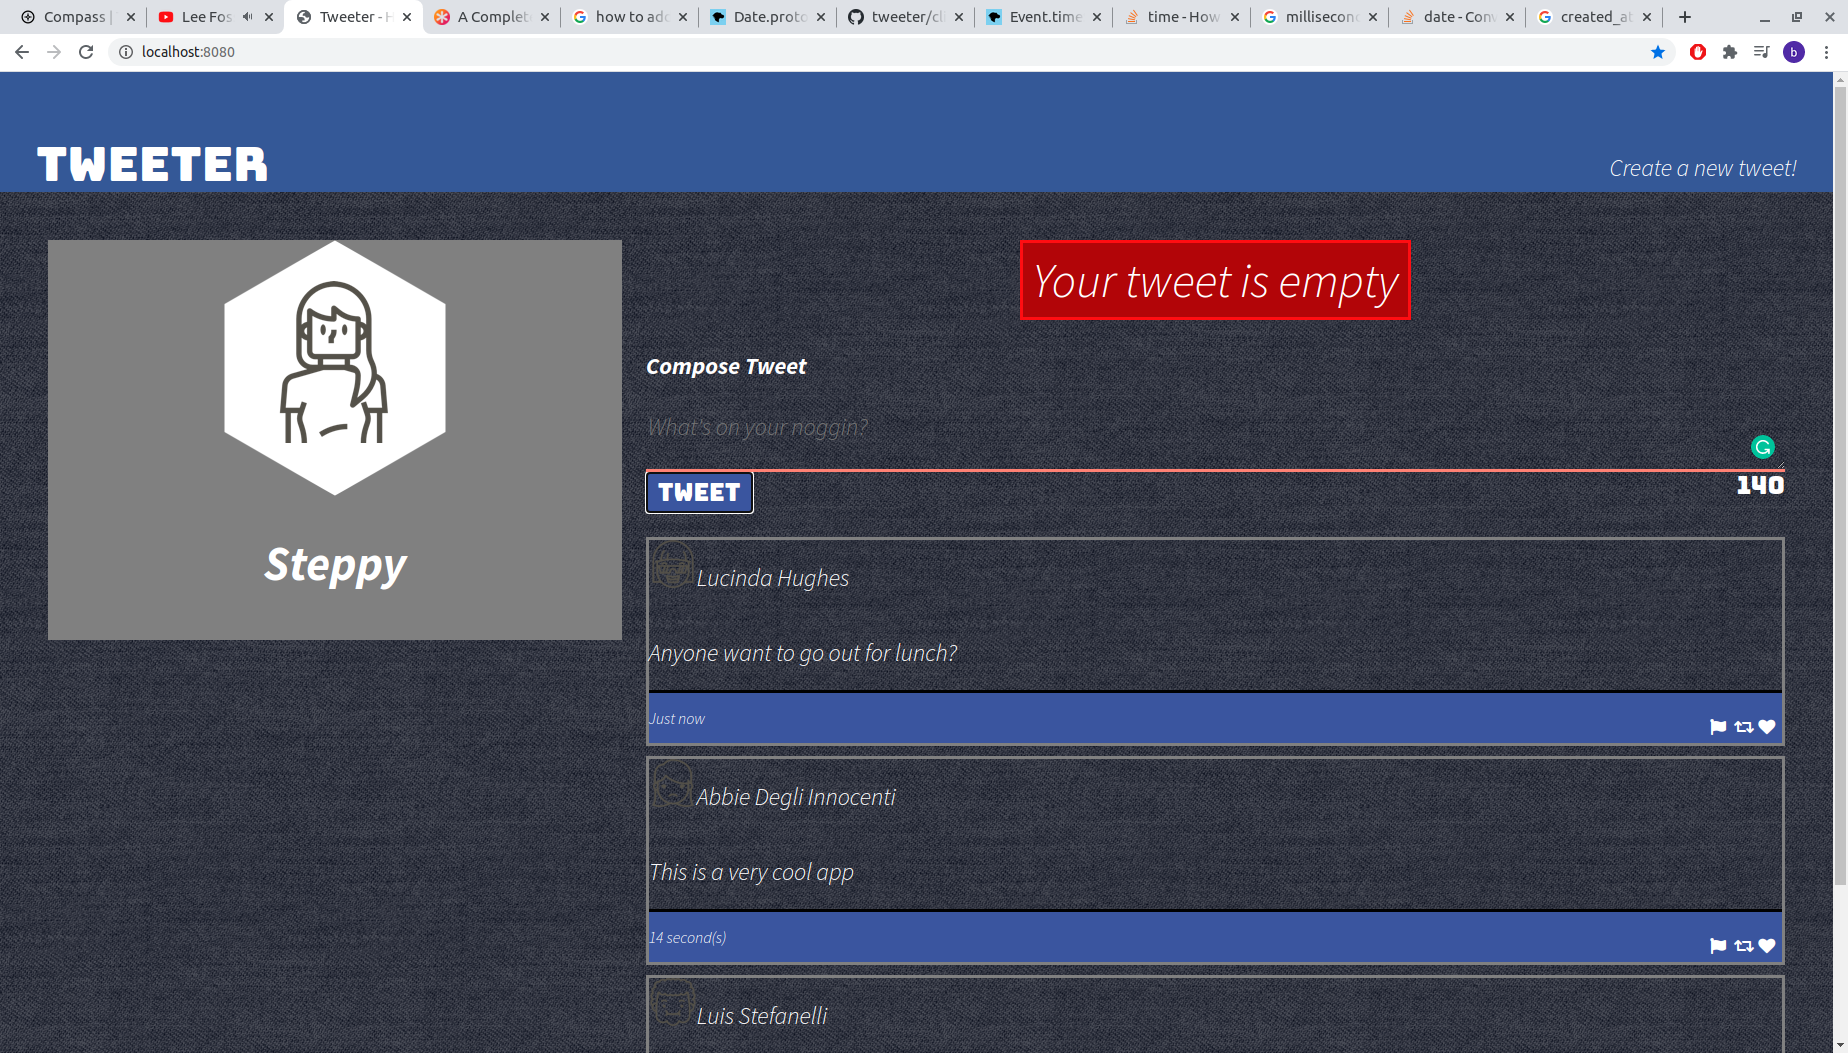 Compass |
Lee Fos
Tweeter - H
A Complet
how to add
Date.proto
tweeter/cli
Event.time
time - How
millisecond
date - Conv
created_at
localhost:8080
b
TWEETER
Create a new tweet!
Your tweet is empty
Steppy
Compose Tweet
What's on your noggin?
TWEET
140
Lucinda Hughes
Anyone want to go out for lunch?
Just now
Abbie Degli Innocenti
This is a very cool app
14 second(s)
Luis Stefanelli